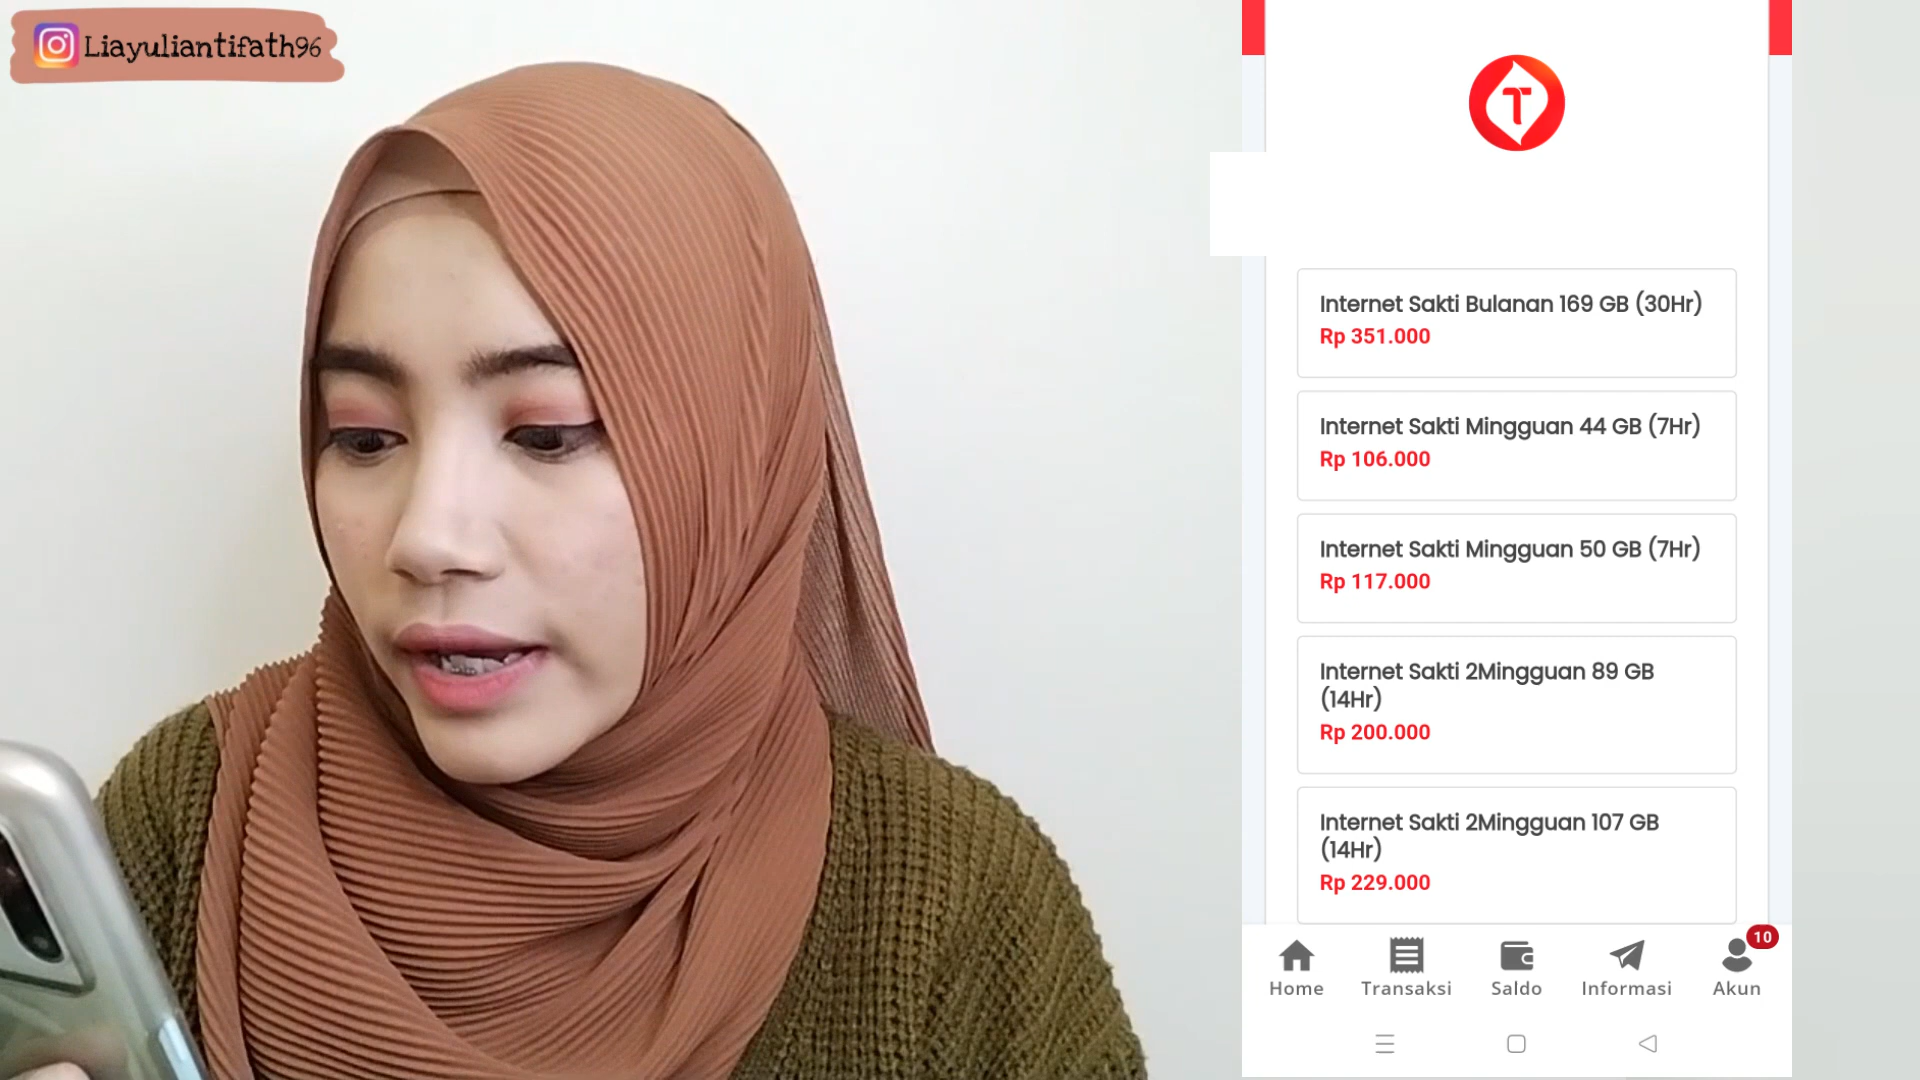 Liayuliantifath96
T
Internet Sakti Bulanan 169 GB (30Hr)
Rp 351.000
Internet Sakti Mingguan 44 GB (7Hr)
Rp 106.000
Internet Sakti Mingguan 50 GB (7Hr)
Rp 117.000
Internet Sakti 2Mingguan 89 GB
(14Hr)
Rp 200.000
Internet Sakti 2Mingguan 107 GB
(14Hr)
Rp 229.000
10
Home Transaksi Saldo Informasi Akun